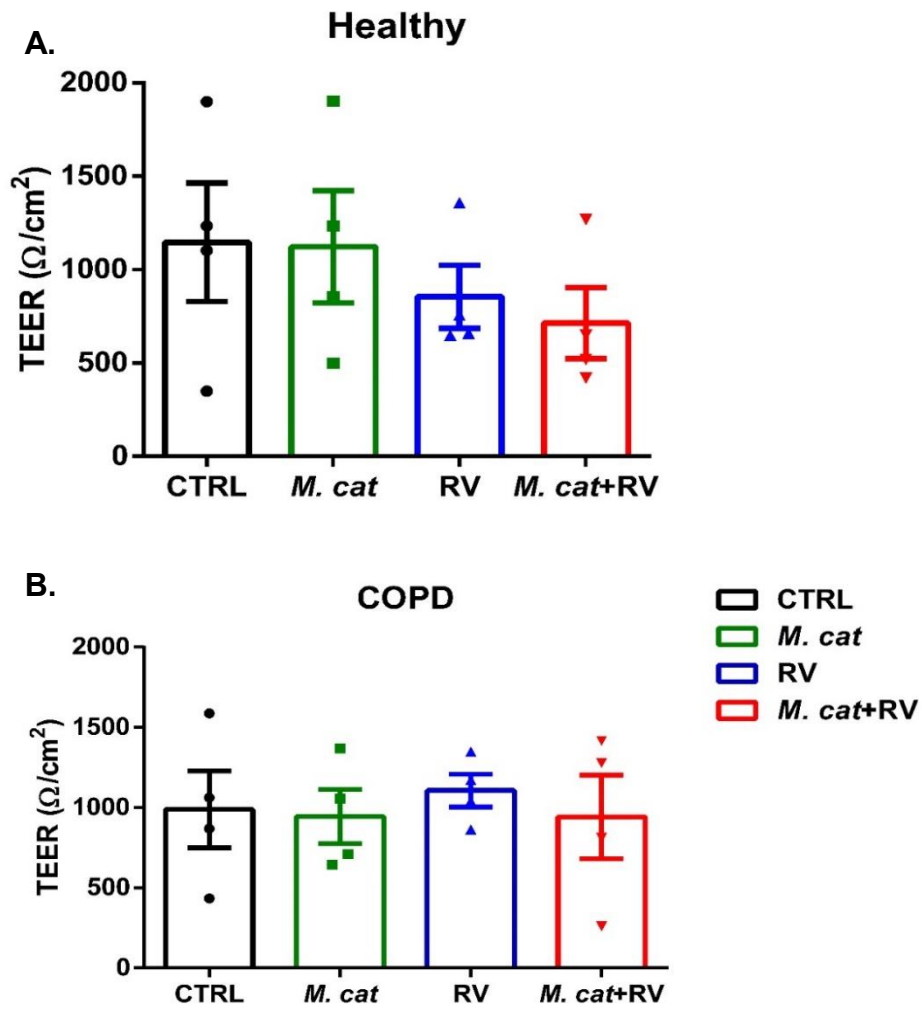 A.
Healthy
TEER (Ω/cm²)
2000
1500
1000
500
0
CTRL M. cat RV M. cat+RV
B.
COPD
TEER (Ω/cm²)
2000
1500
1000
500
0
CTRL M. cat RV M. cat+RV
CTRL
M. cat
RV
M. cat+RV